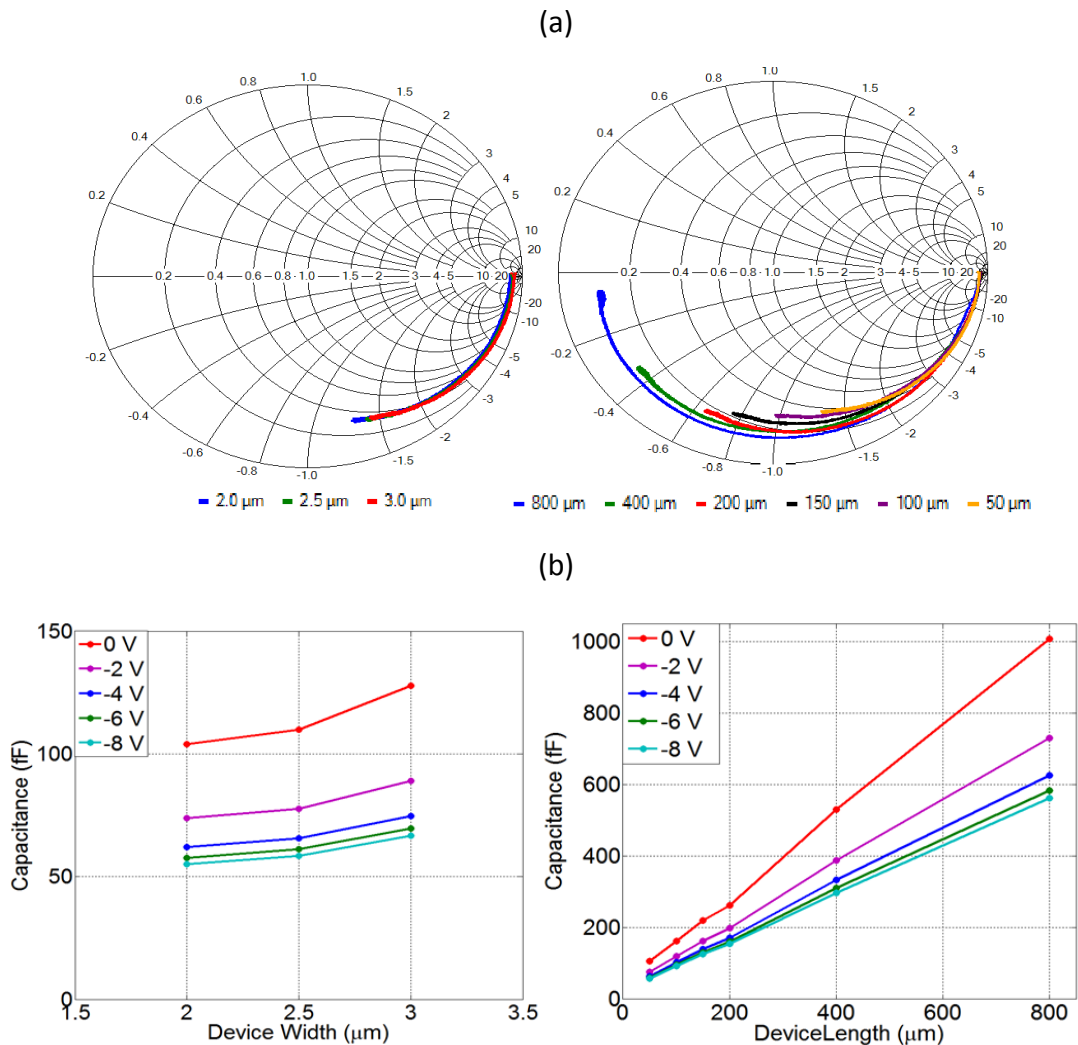 (a)
1.0
0.8 1.5
0.6 2
0.4 3
4
5
0.2
10
20
0.2 0.4 0.6 0.8 1.0 1.5 2 3 4 5 10 20
-20
-10
-0.2 -5
-4
-3
-0.4
-2
-0.6
-0.8 -1.5
-1.0
2.0 µm 2.5 µm 3.0 µm
1.0
0.8 1.5
0.6 2
0.4 3
4
5
0.2
10
20
0.2 0.4 0.6 0.8 1.0 1.5 2 3 4 5 10 20
-20
-10
-0.2 -5
-4
-3
-0.4
-2
-0.6
-0.8 -1.5
-1.0
800 µm 400 µm 200 µm 150 µm 100 µm 50 µm
(b)
150
100
50
0
Capacitance (fF)
0 V
-2 V
-4 V
-6 V
-8 V
1.5 2 2.5 3 3.5
Device Width (µm)
1000
800
600
400
200
0
Capacitance (fF)
0 V
-2 V
-4 V
-6 V
-8 V
0 200 400 600 800
DeviceLength (µm)